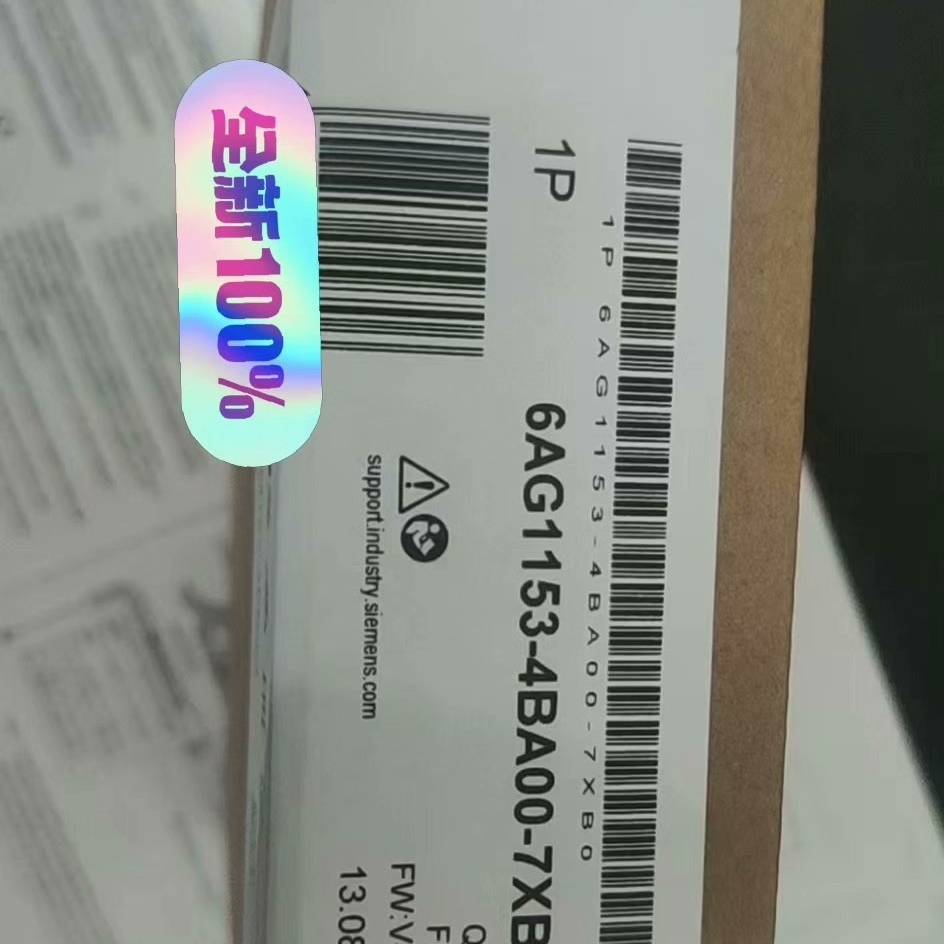 全新100%
1P 6AG1153-4BA00-7XB0
1P
6AG1153-4BA00-7XB
support.industry.siemens.com
FW:V
13.08